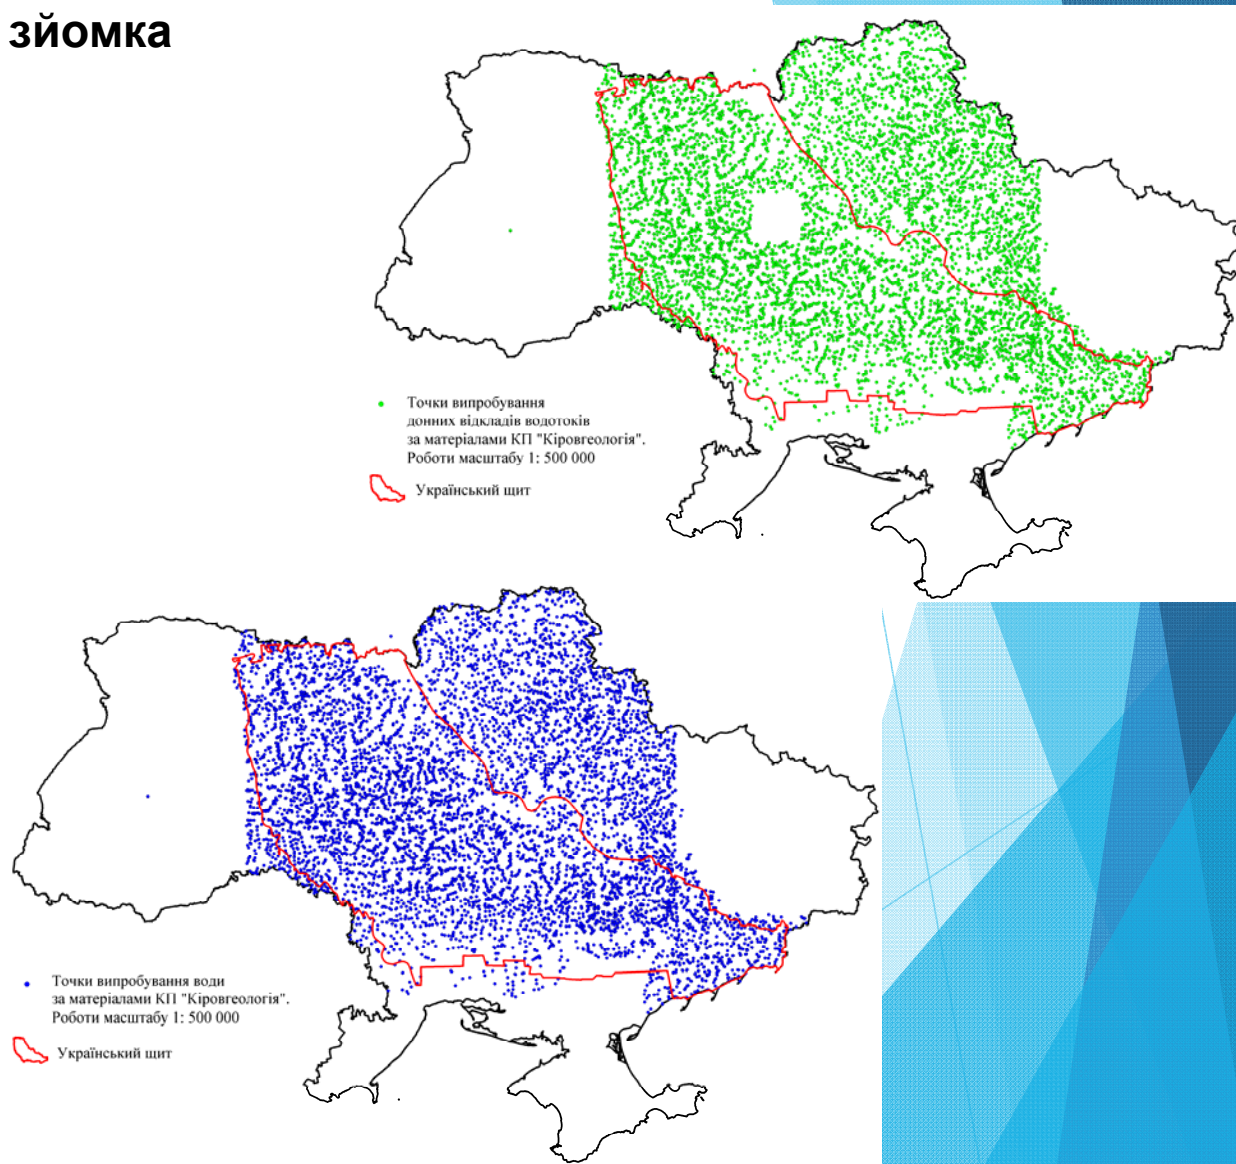 зйомка
Точки випробування
донних відкладів водотоків
за матеріалами КП "Кіровгеологія".
Роботи масштабу 1: 500 000
Український щит
Точки випробування води
за матеріалами КП "Кіровгеологія".
Роботи масштабу 1: 500 000
Український щит